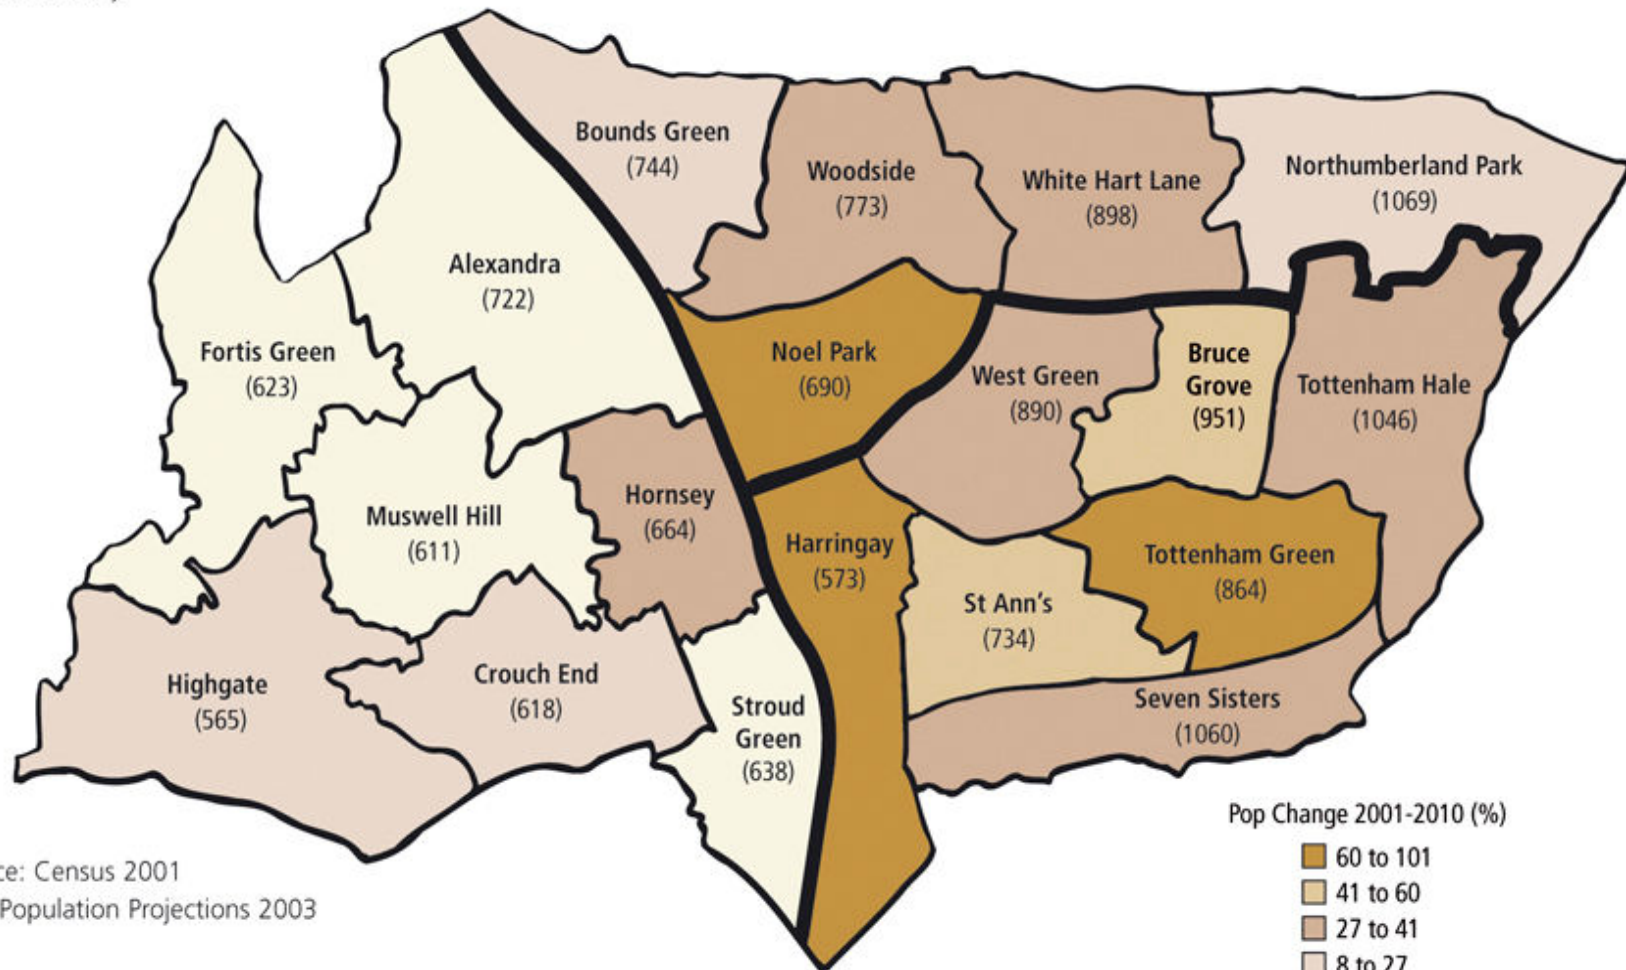 Bounds Green
(744)
Woodside
(773)
White Hart Lane
(898)
Northumberland Park
(1069)
Alexandra
(722)
Fortis Green
(623)
Noel Park
(690)
West Green
(890)
Bruce
Grove
(951)
Tottenham Hale
(1046)
Muswell Hill
(611)
Hornsey
(664)
Harringay
(573)
Tottenham Green
(864)
St Ann's
(734)
Highgate
(565)
Crouch End
(618)
Stroud
Green
(638)
Seven Sisters
(1060)
Pop Change 2001-2010 (%)
60 to 101
41 to 60
27 to 41
8 to 27
ce: Census 2001
Population Projections 2003